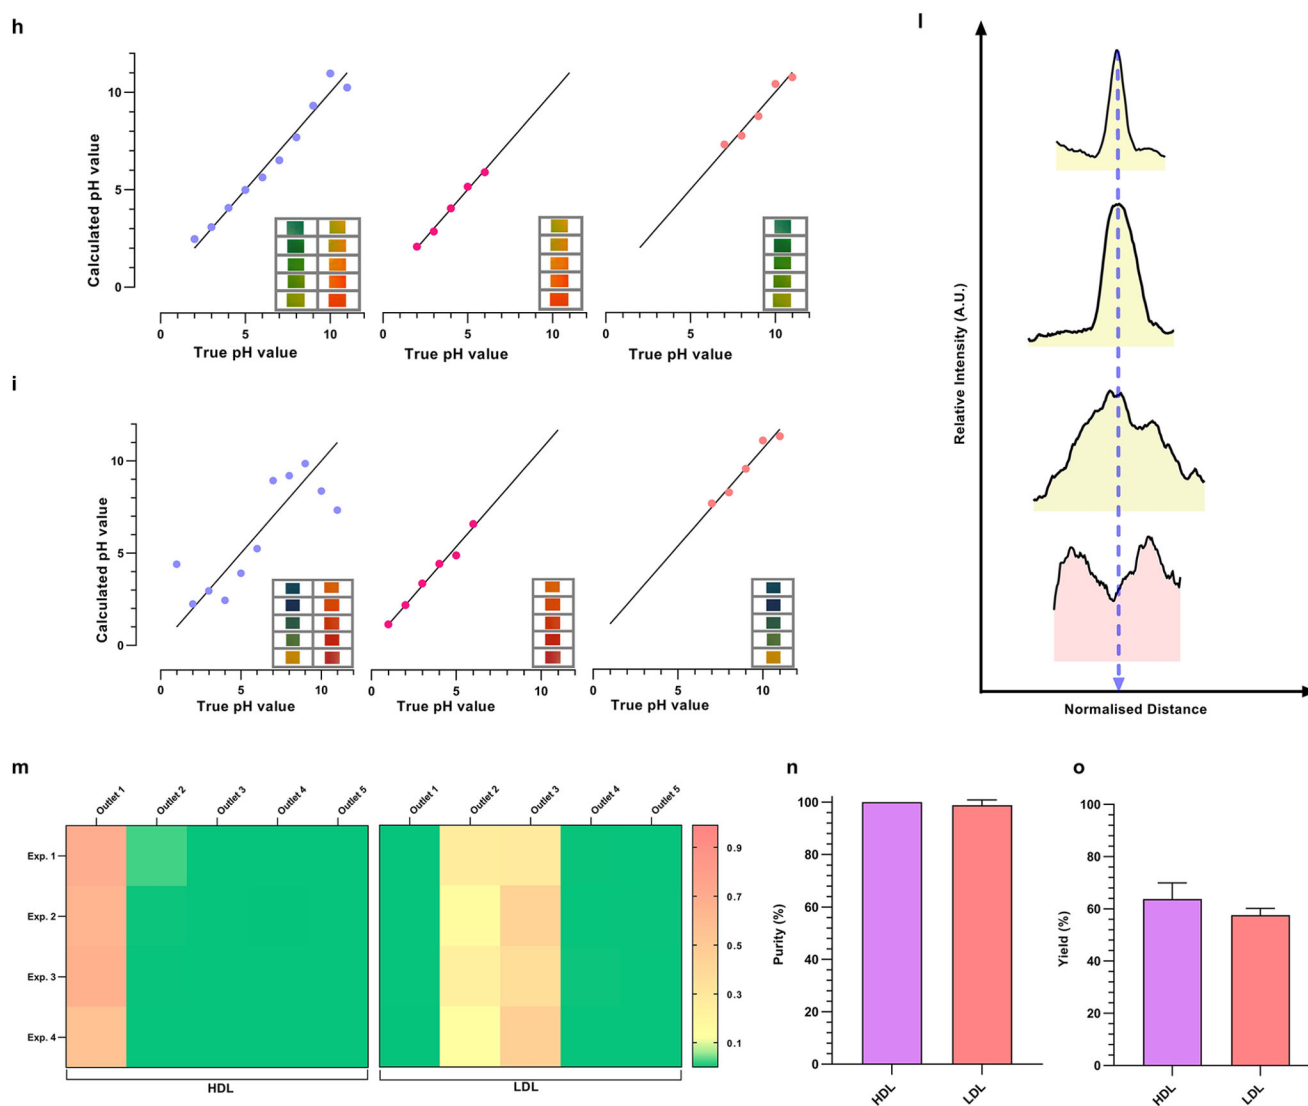 h
Calculated pH value
10
5
0
0 5 10
True pH value
0 5 10
True pH value
0 5 10
True pH value
i
Calculated pH value
10
5
0
0 5 10
True pH value
0 5 10
True pH value
0 5 10
True pH value
l
Relative Intensity (A.U.)
Normalised Distance
m
Outlet 1 Outlet 2 Outlet 3 Outlet 4 Outlet 5 Outlet 1 Outlet 2 Outlet 3 Outlet 4 Outlet 5
Exp. 1
Exp. 2
Exp. 3
Exp. 4
HDL LDL
0.9
0.7
0.5
0.3
0.1
n
Purity (%)
100
80
60
40
20
0
HDL LDL
o
Yield (%)
100
80
60
40
20
0
HDL LDL